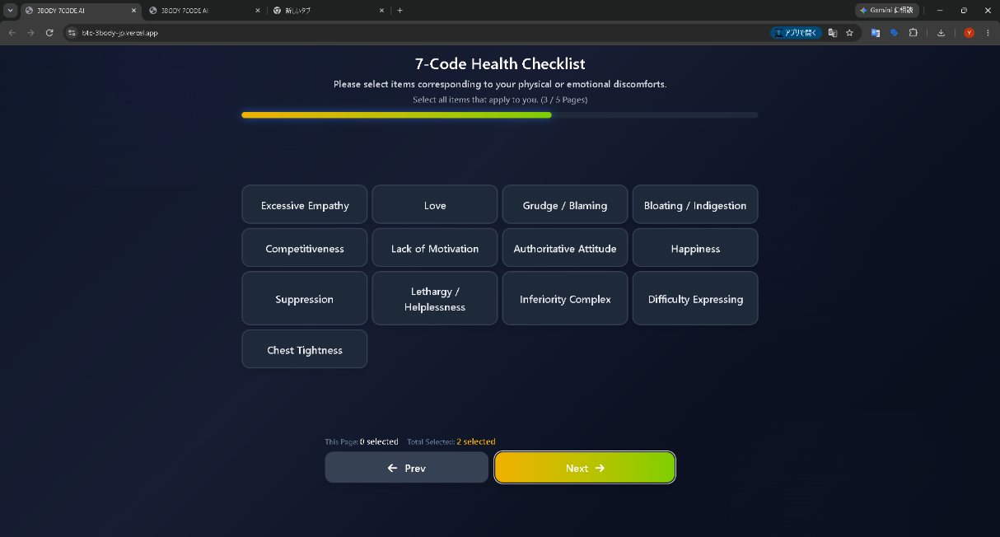 3BODY 7CODE AI
3BODY 7CODE AI
新しいタブ
Gemini に相談
btc-3body-jp.vercel.app
アプリで開く
Y
7-Code Health Checklist
Please select items corresponding to your physical or emotional discomforts.
Select all items that apply to you. (3 / 5 Pages)
Excessive Empathy
Love
Grudge / Blaming
Bloating / Indigestion
Competitiveness
Lack of Motivation
Authoritative Attitude
Happiness
Suppression
Lethargy /
Helplessness
Inferiority Complex
Difficulty Expressing
Chest Tightness
This Page: 0 selected Total Selected: 2 selected
← Prev
Next →